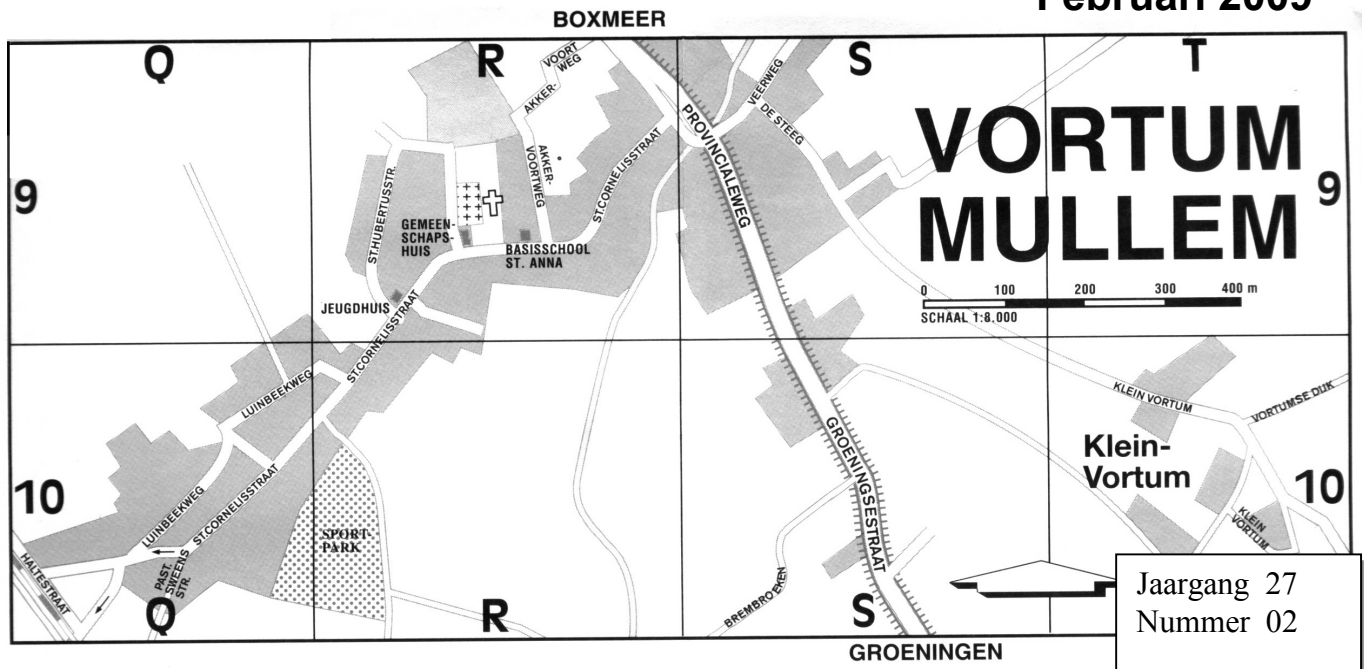 Februari 2009
BOXMEER
Q
R
S
T
VORTUM
MULLEM
9
9
VOORT
WEG
AKKER-
AKKER-
VOORTWEG
ST.CORNELISSTRAAT
PROVINCIALEWEG
VEERWEG
DE STEEG
ST.HUBERTUSSTR.
GEMEEN-
SCHAPS-
HUIS
BASISSCHOOL
ST. ANNA
JEUGDHUIS
ST.CORNELISSTRAAT
0 100 200 300 400 m
SCHAAL 1:8.000
LUINBEEKWEG
KLEIN VORTUM
VORTUMSE DIJK
Klein-
Vortum
10
10
GROENINGSESTRAAT
LUINBEEKWEG
ST.CORNELISSTRAAT
SPORT-
PARK
KLEIN
VORTUM
HALTESTRAAT
PAST.
SWEENS
STR.
BREMBROEKEN
Q
R
S
GROENINGEN
Jaargang 27
Nummer 02